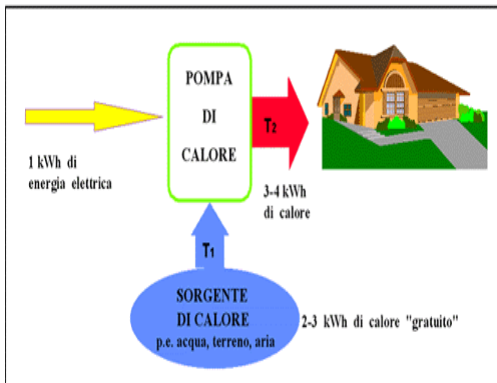 POMPA
DI
CALORE
1 kWh di
energia elettrica
T2
3-4 kWh
di calore
T1
SORGENTE
DI CALORE
p.e. acqua, terreno, aria
2-3 kWh di calore "gratuito"